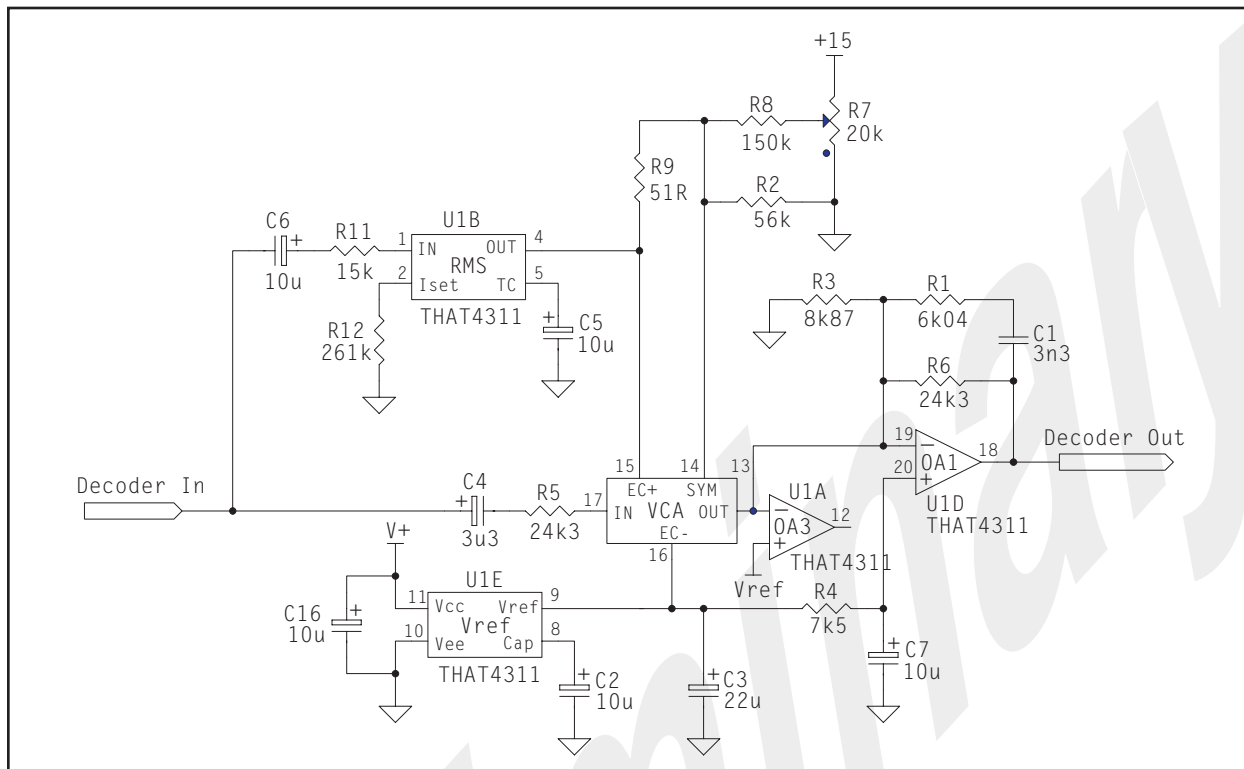 +15
R8
150k
R7
20k
R9
51R
R2
56k
C6
10u
R11
15k
U1B
1
IN
OUT
4
RMS
2
Iset
TC
5
THAT4311
R12
261k
C5
10u
R3
8k87
R1
6k04
C1
3n3
R6
24k3
Decoder In
C4
3u3
R5
24k3
17
15
14
13
EC+
SYM
IN
VCA
OUT
EC-
16
U1A
OA3
12
THAT4311
Vref
19
20
OA1
18
U1D
THAT4311
Decoder Out
V+
C16
10u
U1E
11
Vcc
Vref
9
Vref
10
Vee
Cap
8
THAT4311
C2
10u
C3
22u
R4
7k5
C7
10u